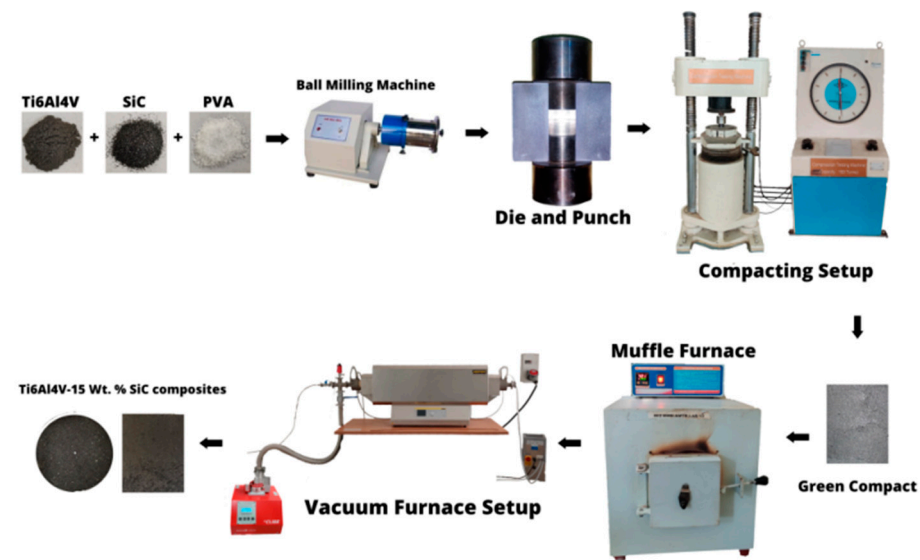 Ti6Al4V
SiC
PVA
+
+
Ball Milling Machine
Die and Punch
Compacting Setup
Muffle Furnace
Green Compact
Vacuum Furnace Setup
Ti6Al4V-15 Wt. % SiC composites